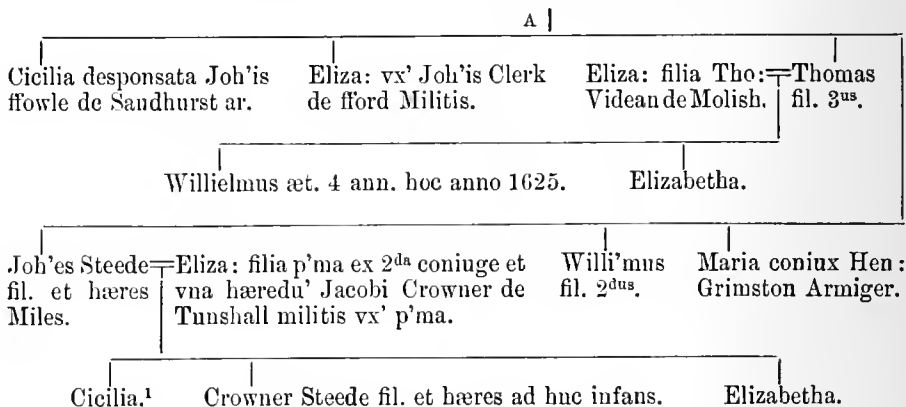 A
Cicilia desponsata Joh'is
ffowle de Sandhurst ar.
Eliza: vx' Joh'is Clerk
de fford Militis.
Eliza: filia Tho:
Videan de Molish.
Thomas
fil. 3us.
Willielmus æt. 4 ann. hoc anno 1625.
Elizabetha.
Joh'es Steede
fil. et hæres
Miles.
Eliza: filia p'ma ex 2da coniuge et
vna hæredu' Jacobi Crowner de
Tunshall militis vx' p'ma.
Willi'mus
fil. 2dus.
Maria coniux Hen:
Grimston Armiger.
Cicilia.1
Crowner Steede fil. et hæres ad huc infans.
Elizabetha.